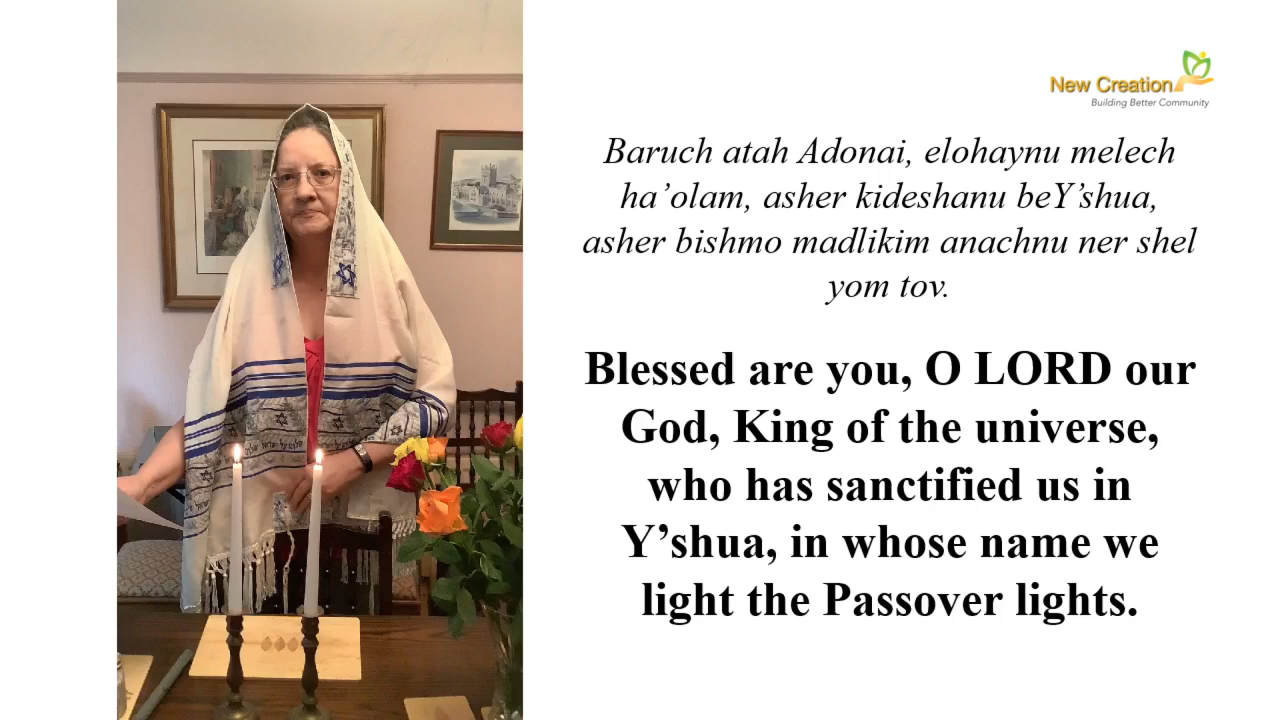 New Creation
Building Better Community
Baruch atah Adonai, elohaynu melech
ha’olam, asher kideshanu beY’shua,
asher bishmo madlikim anachnu ner shel
yom tov.
Blessed are you, O LORD our
God, King of the universe,
who has sanctified us in
Y’shua, in whose name we
light the Passover lights.